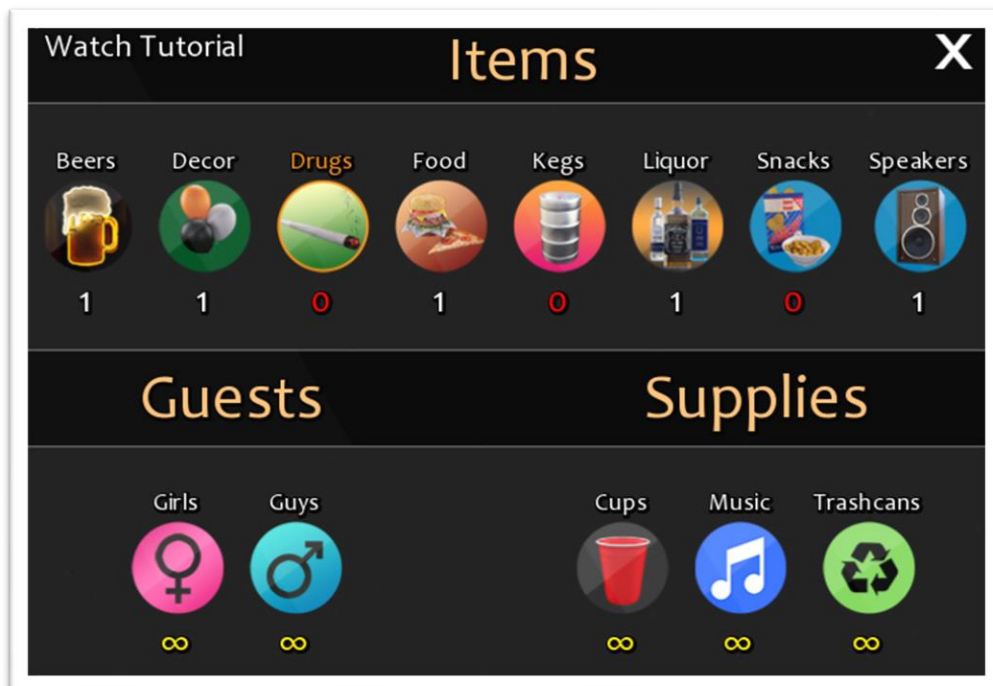 Watch Tutorial Items X
Beers Decor Drugs Food Kegs Liquor Snacks Speakers
1 1 0 1 0 1 0 1
Guests Supplies
Girls Guys Cups Music Trashcans
∞ ∞ ∞ ∞ ∞